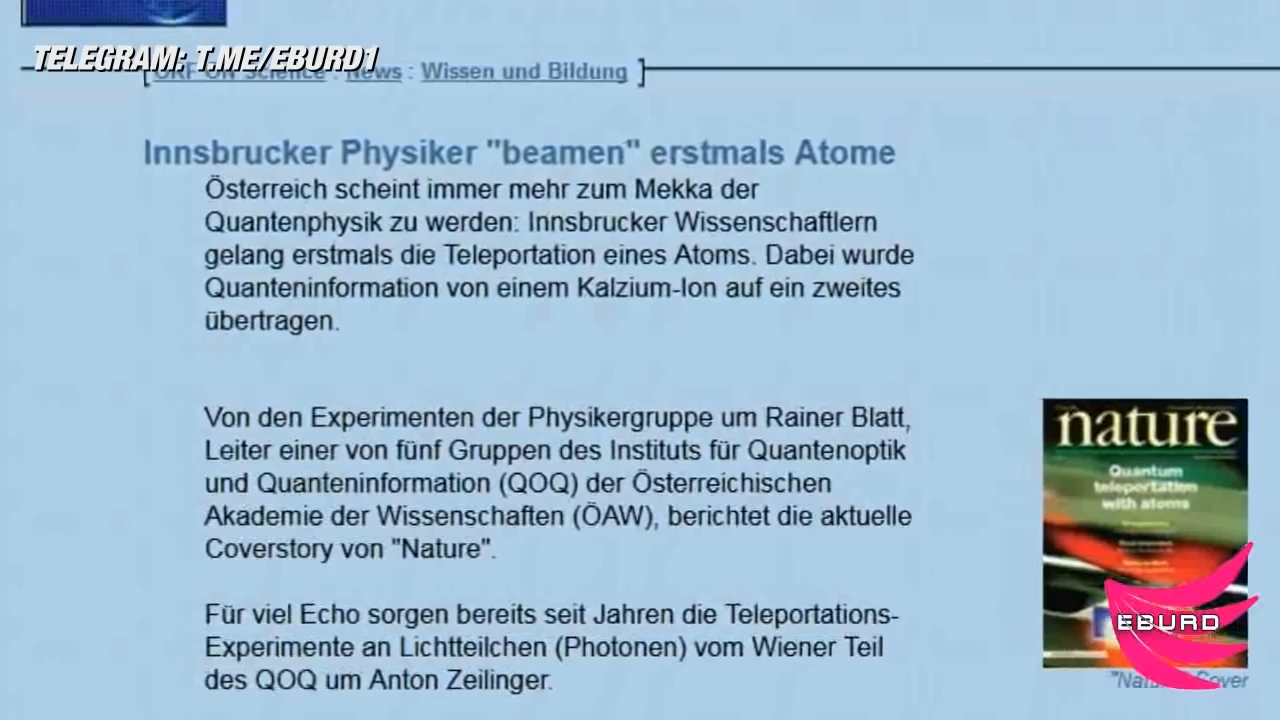 TELEGRAM: T.ME/EBURD1
[ ORF ON Science : News : Wissen und Bildung ]
Innsbrucker Physiker "beamen" erstmals Atome
Österreich scheint immer mehr zum Mekka der
Quantenphysik zu werden: Innsbrucker Wissenschaftlern
gelang erstmals die Teleportation eines Atoms. Dabei wurde
Quanteninformation von einem Kalzium-Ion auf ein zweites
übertragen.
Von den Experimenten der Physikergruppe um Rainer Blatt,
Leiter einer von fünf Gruppen des Instituts für Quantenoptik
und Quanteninformation (QOQ) der Österreichischen
Akademie der Wissenschaften (ÖAW), berichtet die aktuelle
Coverstory von "Nature".
Für viel Echo sorgen bereits seit Jahren die Teleportations-
Experimente an Lichtteilchen (Photonen) vom Wiener Teil
des QOQ um Anton Zeilinger.
nature
Quantum
teleportation
with atoms
EBURD
Cover